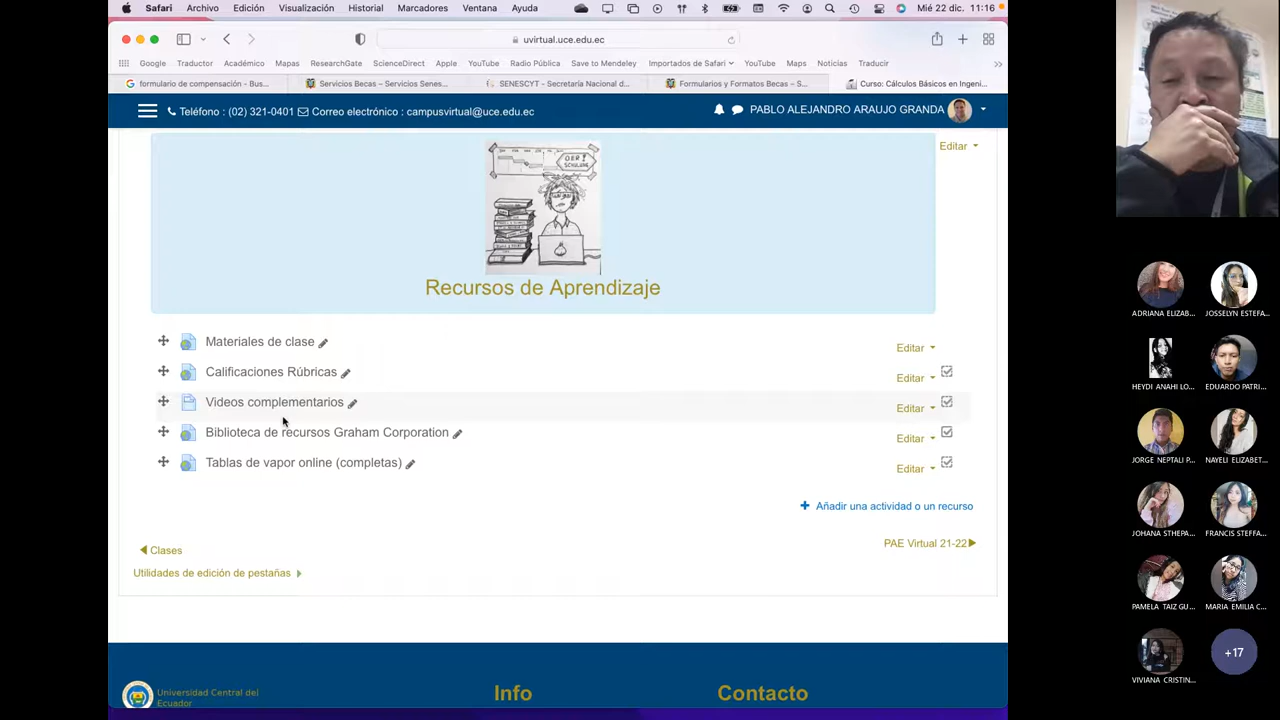 Safari Archivo Edición Visualización Historial Marcadores Ventana Ayuda Mié 22 dic. 11:16
uvirtual.uce.edu.ec
Google Traductor Académico Mapas ResearchGate ScienceDirect Apple YouTube Radio Pública Save to Mendeley Importados de Safari YouTube Maps Noticias Traducir
formulario de compensación - Bus... Servicios Becas – Servicios Senes... SENESCYT - Secretaría Nacional d... Formularios y Formatos Becas – S... Curso: Cálculos Básicos en Ingeni...
Teléfono : (02) 321-0401 Correo electrónico : campusvirtual@uce.edu.ec PABLO ALEJANDRO ARAUJO GRANDA
Editar
Recursos de Aprendizaje
Materiales de clase Editar
Calificaciones Rúbricas Editar
Videos complementarios Editar
Biblioteca de recursos Graham Corporation Editar
Tablas de vapor online (completas) Editar
Añadir una actividad o un recurso
Clases PAE Virtual 21-22
Utilidades de edición de pestañas
Universidad Central del
Ecuador
Info Contacto
ADRIANA ELIZAB... JOSSELYN ESTEFA...
HEYDI ANAHI LO... EDUARDO PATRI...
JORGE NEPTALI P... NAYELI ELIZABET...
JOHANA STHEPA... FRANCIS STEFFA...
PAMELA TAIZ GU... MARIA EMILIA C...
VIVIANA CRISTIN... +17